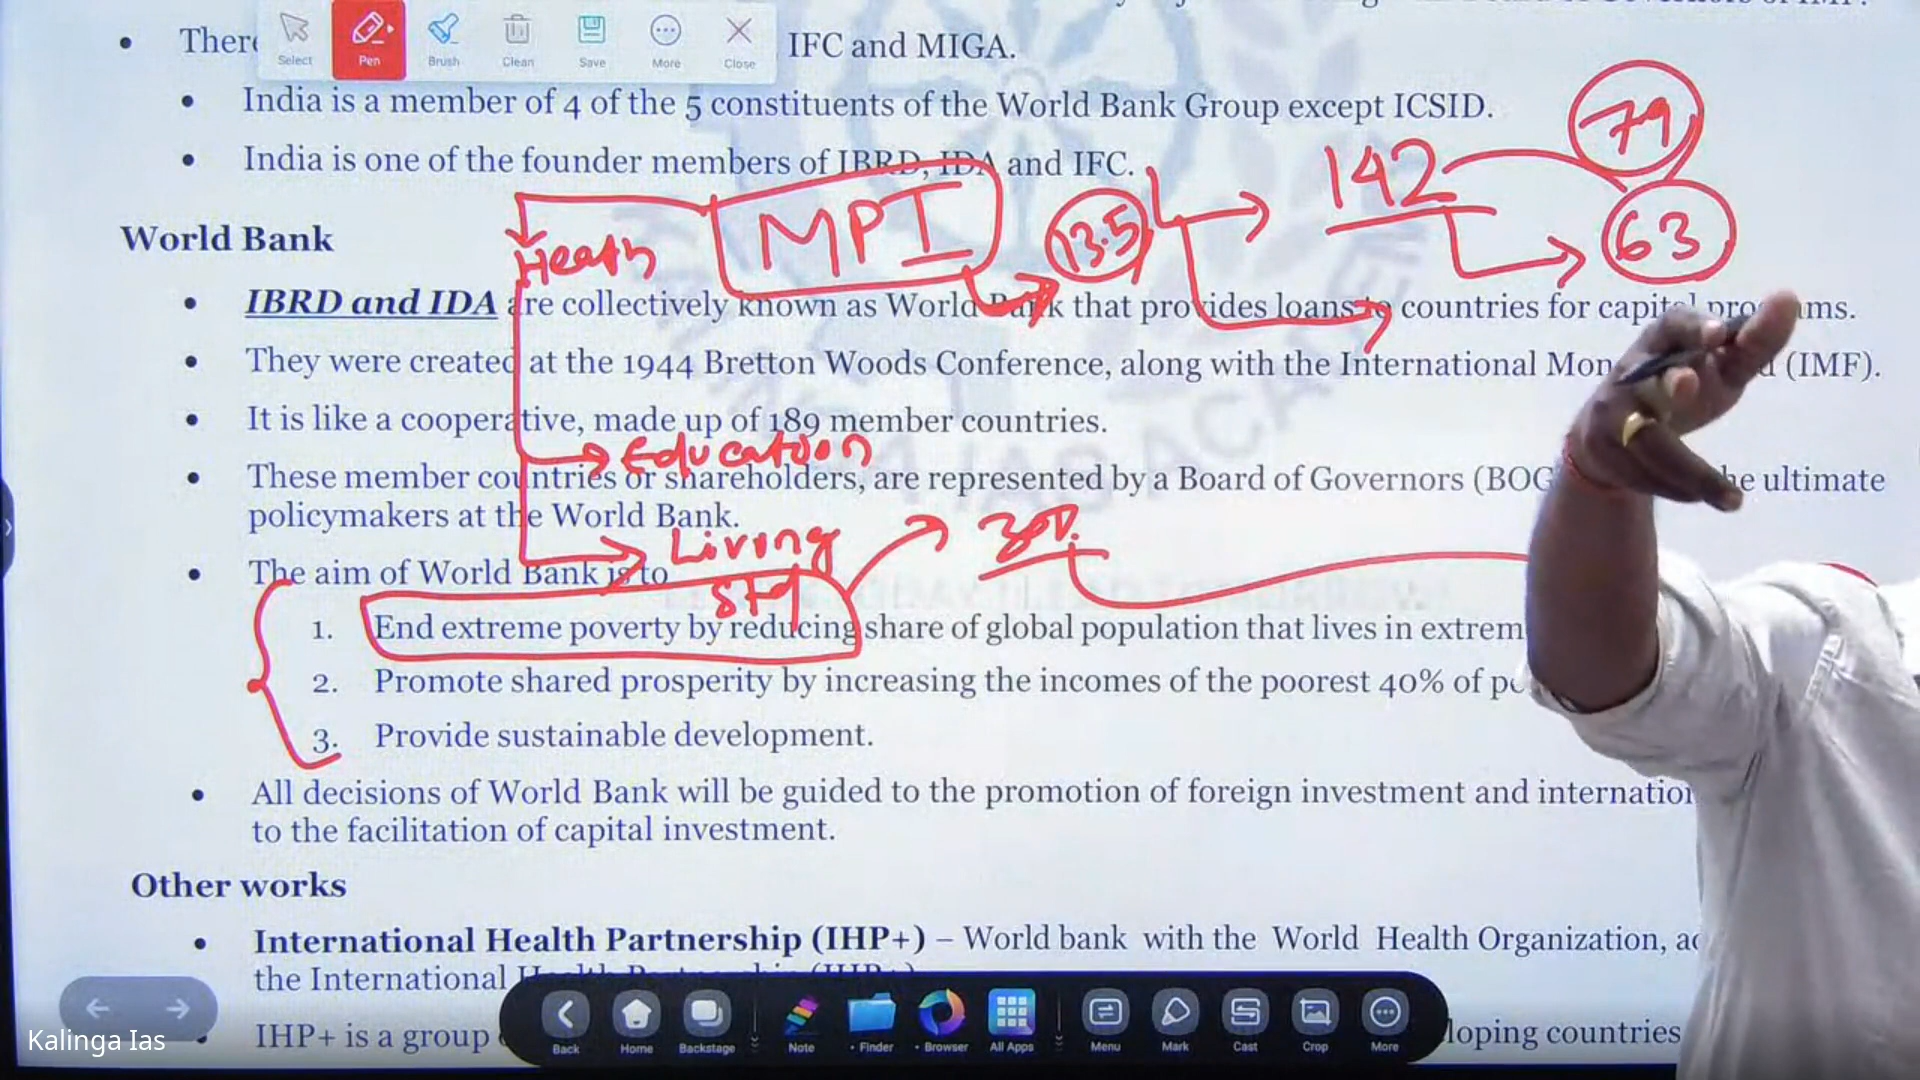 There
IFC and MIGA.
Select
Pen
Brush
Clean
Save
More
Close
India is a member of 4 of the 5 constituents of the World Bank Group except ICSID.
India is one of the founder members of IBRD, IDA and IFC.
79
142
63
MPI
13.5
Heath
World Bank
IBRD and IDA are collectively known as World Bank that provides loans to countries for capital programs.
They were created at the 1944 Bretton Woods Conference, along with the International Mon (IMF).
It is like a cooperative, made up of 189 member countries.
Education
These member countries or shareholders, are represented by a Board of Governors (BOG he ultimate
policymakers at the World Bank.
Living
Std
The aim of World Bank is to
1. End extreme poverty by reducing share of global population that lives in extrem
2. Promote shared prosperity by increasing the incomes of the poorest 40% of pe
3. Provide sustainable development.
All decisions of World Bank will be guided to the promotion of foreign investment and internation
to the facilitation of capital investment.
Other works
International Health Partnership (IHP+) – World bank with the World Health Organization, ac
the International Health Partnership (IHP+)
IHP+ is a group
loping countries
Kalinga Ias
Back
Home
Backstage
Note
Finder
Browser
All Apps
Menu
Mark
Cast
Crop
More